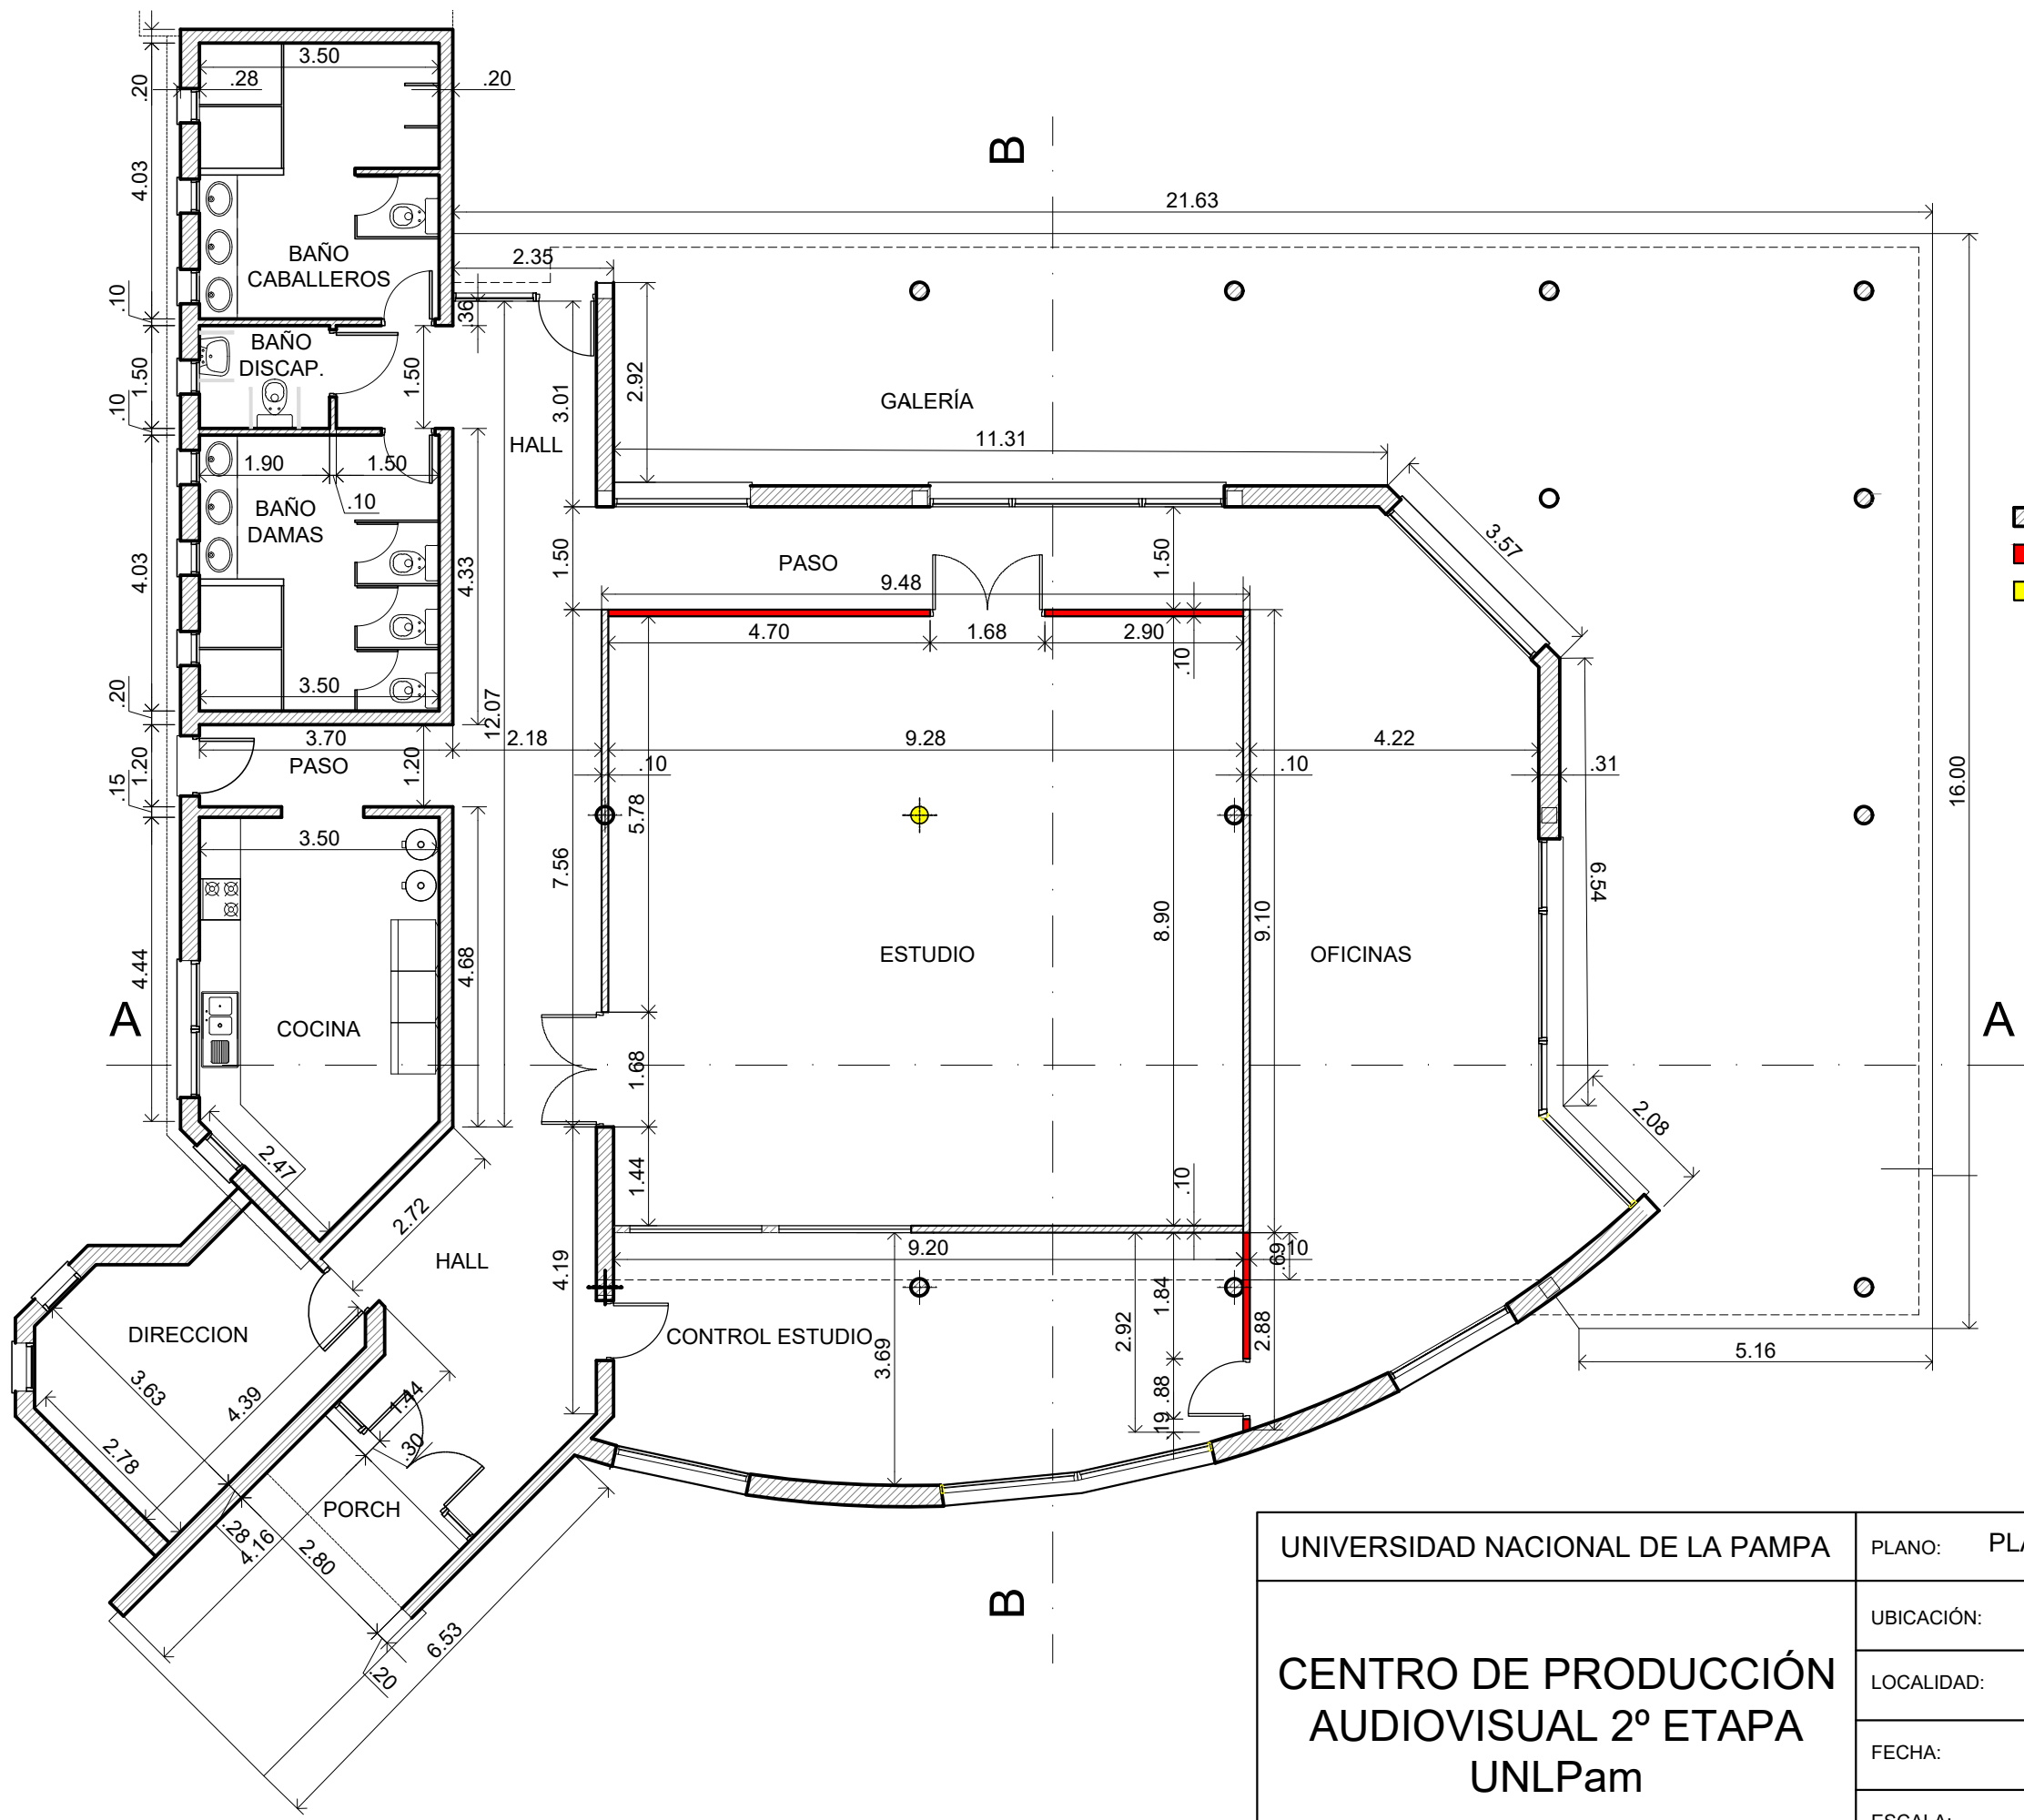 3.50
.28
.20
.20
B
4.03
21.63
BAÑO
CABALLEROS
2.35
.10
.36
BAÑO
DISCAP.
1.50
1.50
3.01
2.92
GALERÍA
.10
HALL
11.31
1.90
1.50
.10
BAÑO
DAMAS
3.57
4.03
4.33
1.50
PASO
1.50
9.48
4.70
1.68
2.90
.10
3.50
.20
12.07
3.70
2.18
9.28
4.22
PASO
1.20
1.20
.15
.10
.10
.31
16.00
5.78
3.50
7.56
6.54
8.90
9.10
4.44
4.68
ESTUDIO
OFICINAS
A
COCINA
A
1.68
2.08
2.47
1.44
.10
2.72
HALL
4.19
9.20
.69
.10
DIRECCION
CONTROL ESTUDIO
1.84
2.92
2.88
3.69
5.16
3.63
4.39
1.44
.88
.19
.30
2.78
PORCH
.28
4.16
2.80
B
6.53
.20
UNIVERSIDAD NACIONAL DE LA PAMPA
PLANO: PLA
UBICACIÓN:
CENTRO DE PRODUCCIÓN
AUDIOVISUAL 2º ETAPA
UNLPam
LOCALIDAD:
FECHA:
ESCALA: